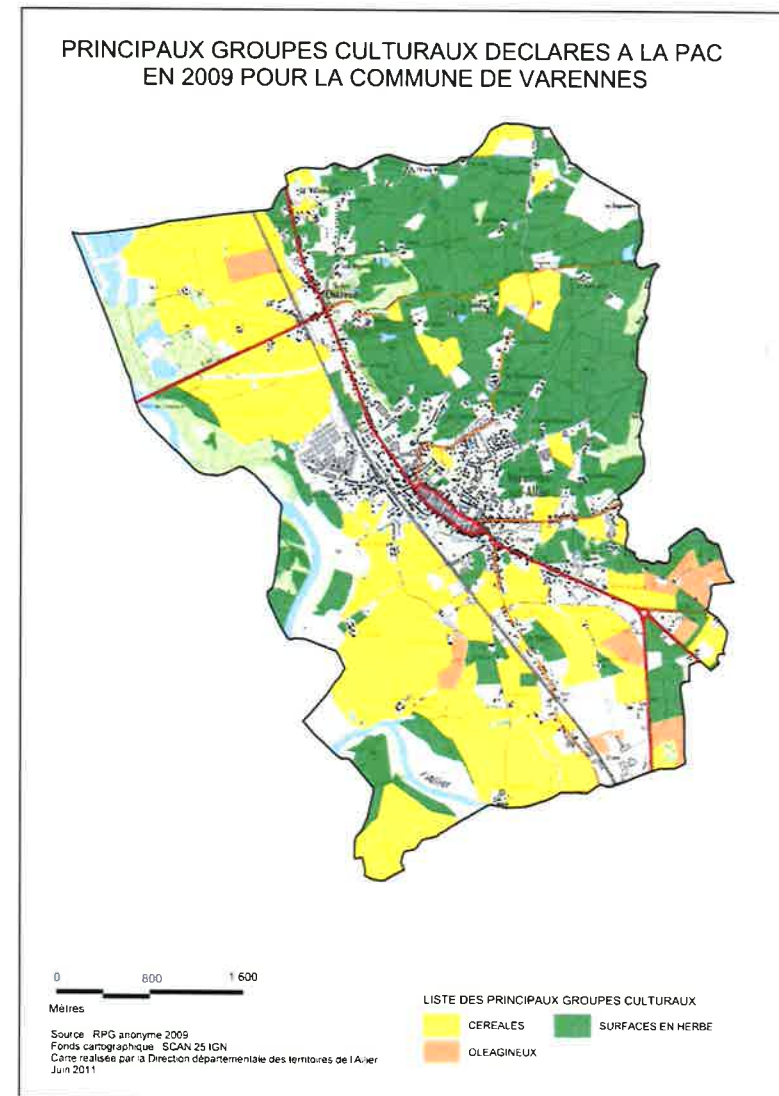 PRINCIPAUX GROUPES CULTURAUX DECLARES A LA PAC
EN 2009 POUR LA COMMUNE DE VARENNES
l'Allier
0 800 1 600
Mètres
Source RPG anonyme 2009
Fonds cartographique SCAN 25 IGN
Carte réalisée par la Direction départementale des territoires de l'Allier
Juin 2011
LISTE DES PRINCIPAUX GROUPES CULTURAUX
CEREALES
SURFACES EN HERBE
OLEAGINEUX